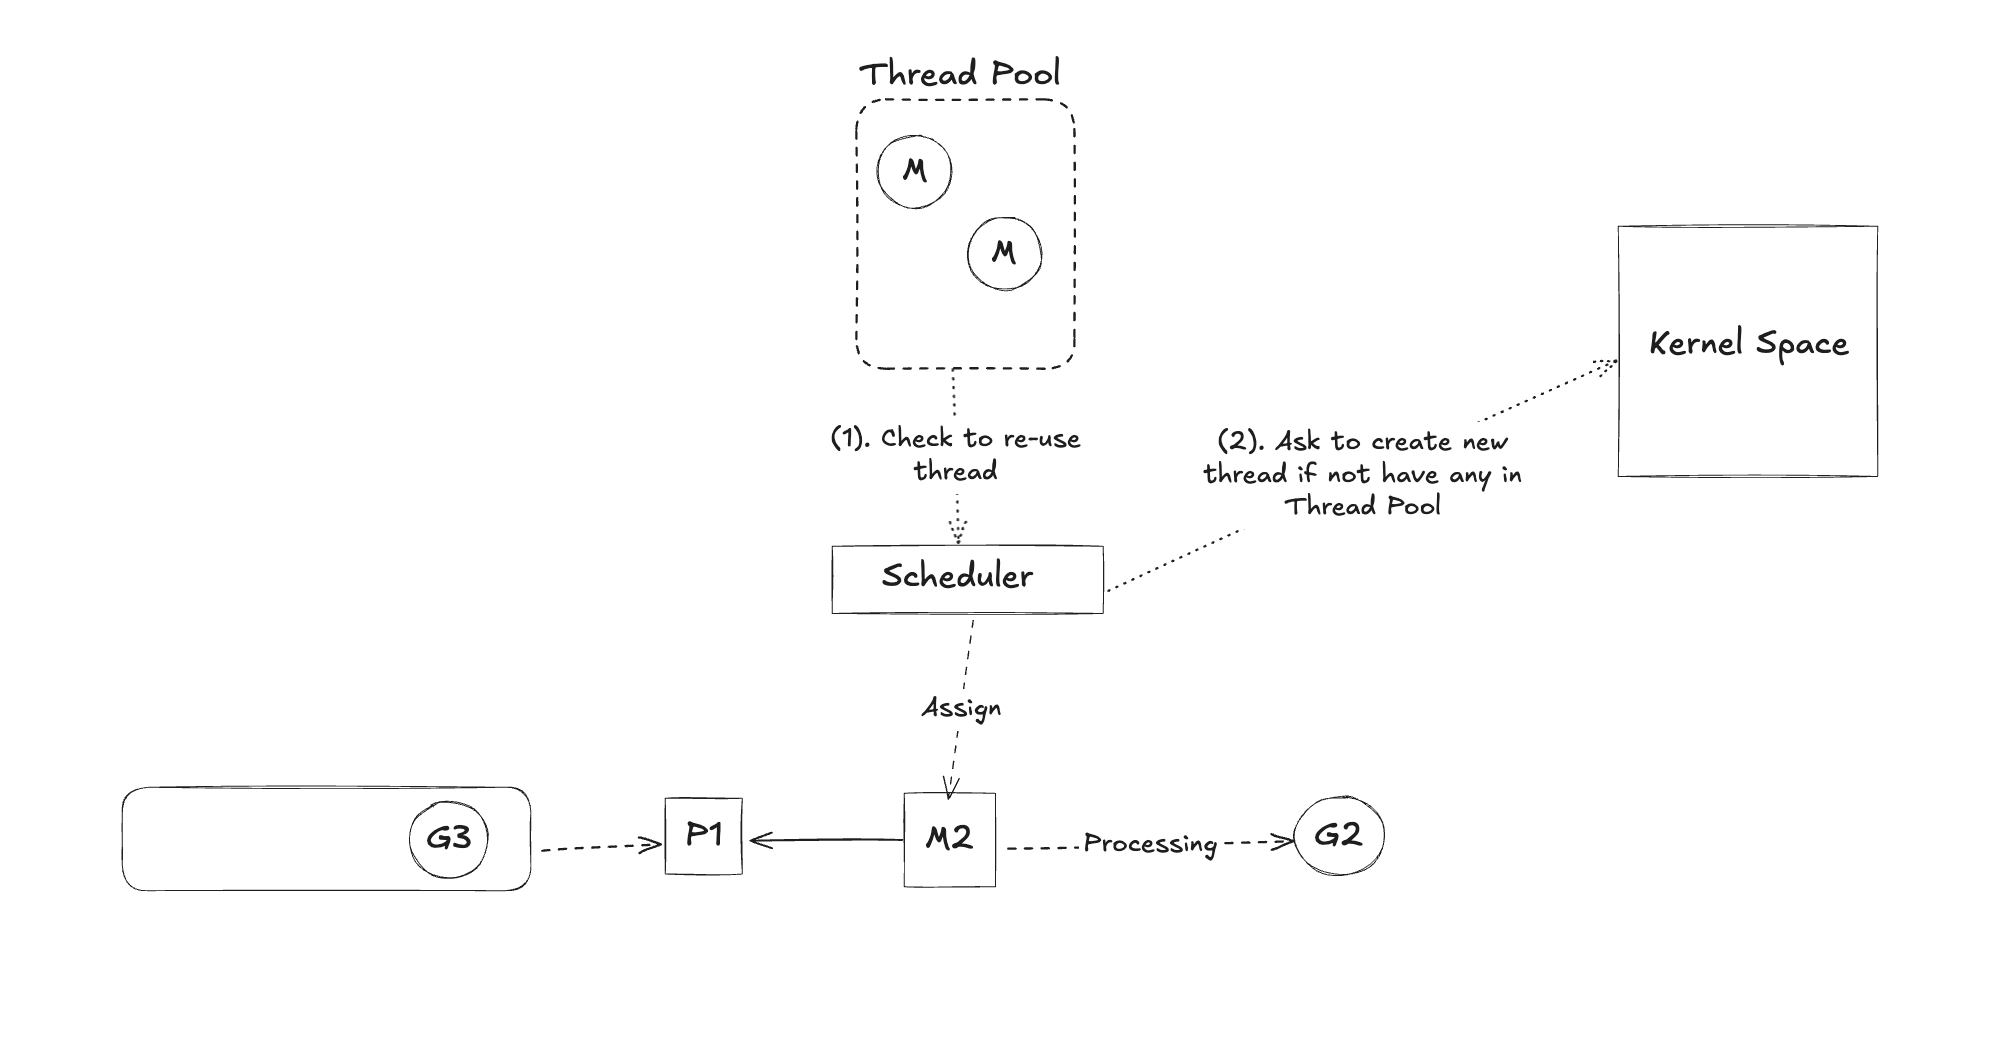 Thread Pool
M
M
Kernel Space
(1). Check to re-use
thread
(2). Ask to create new
thread if not have any in
Thread Pool
Scheduler
Assign
G3
P1
M2
Processing
G2